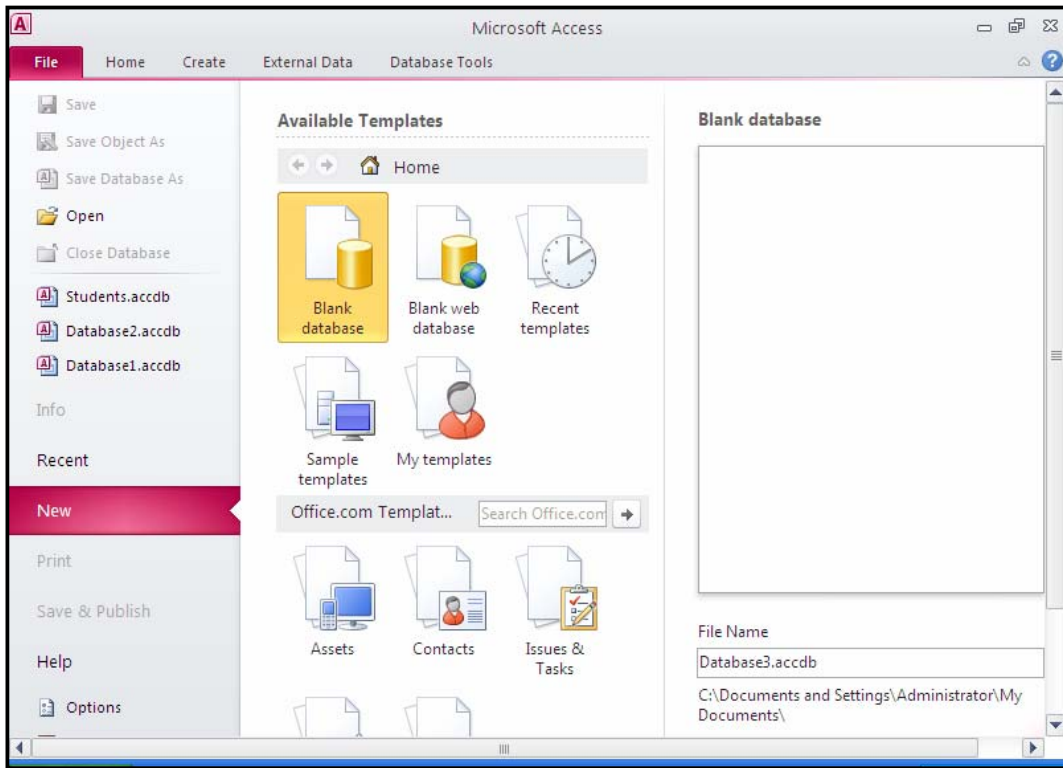 Microsoft Access
File Home Create External Data Database Tools
Save
Save Object As
Save Database As
Open
Close Database
Students.accdb
Database2.accdb
Database1.accdb
Info
Recent
New
Print
Save & Publish
Help
Options
Available Templates
Home
Blank
database
Blank web
database
Recent
templates
Sample
templates
My templates
Office.com Templat... Search Office.com
Assets
Contacts
Issues &
Tasks
Blank database
File Name
Database3.accdb
C:\Documents and Settings\Administrator\My
Documents\